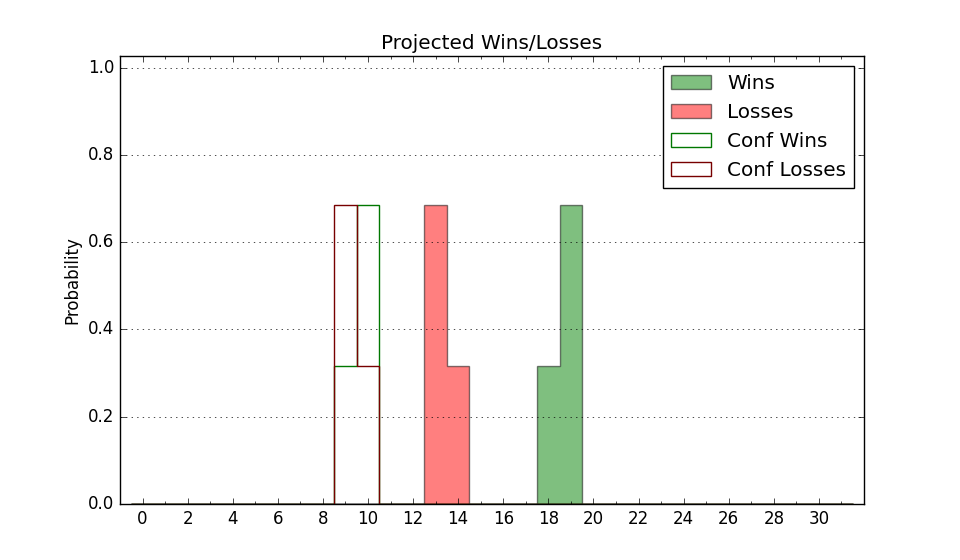 Projected Wins/Losses
1.0
0.8
0.6
0.4
0.2
0.0
Probability
Wins
Losses
Conf Wins
Conf Losses
0 2 4 6 8 10 12 14 16 18 20 22 24 26 28 30